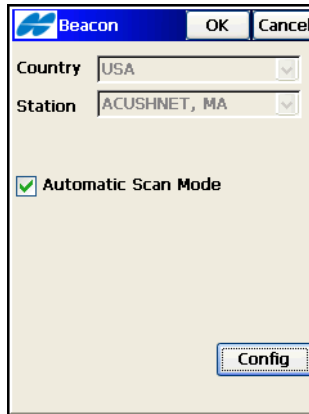 Beacon OK Cancel
Country USA
Station ACUSHNET, MA
Automatic Scan Mode
Config